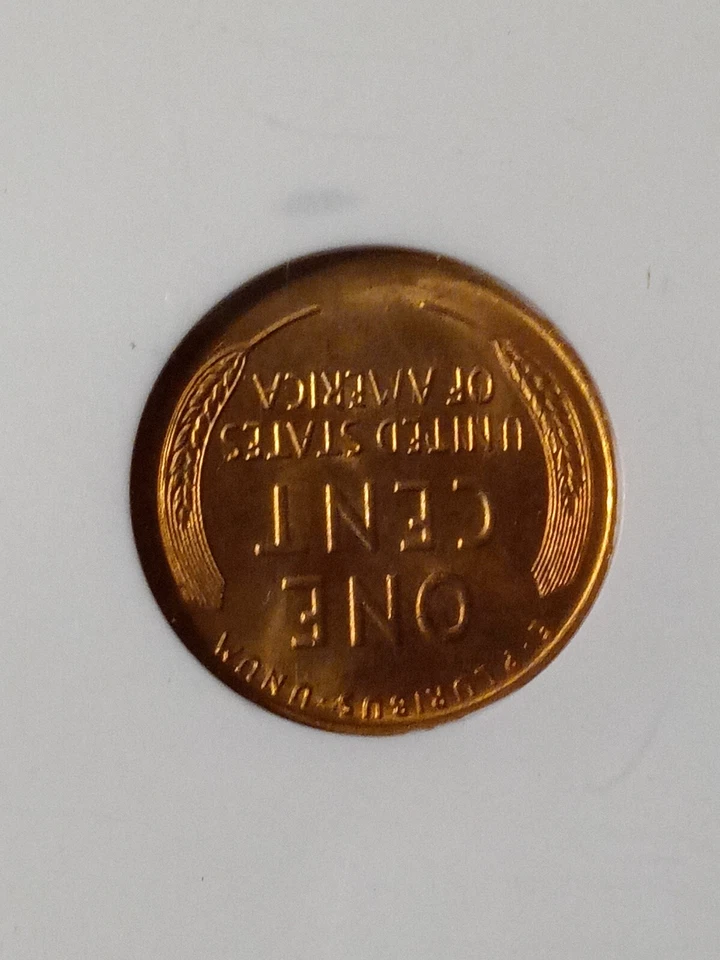 E·PLURIBUS·UNUM
ONE
CENT
UNITED STATES
OF AMERICA